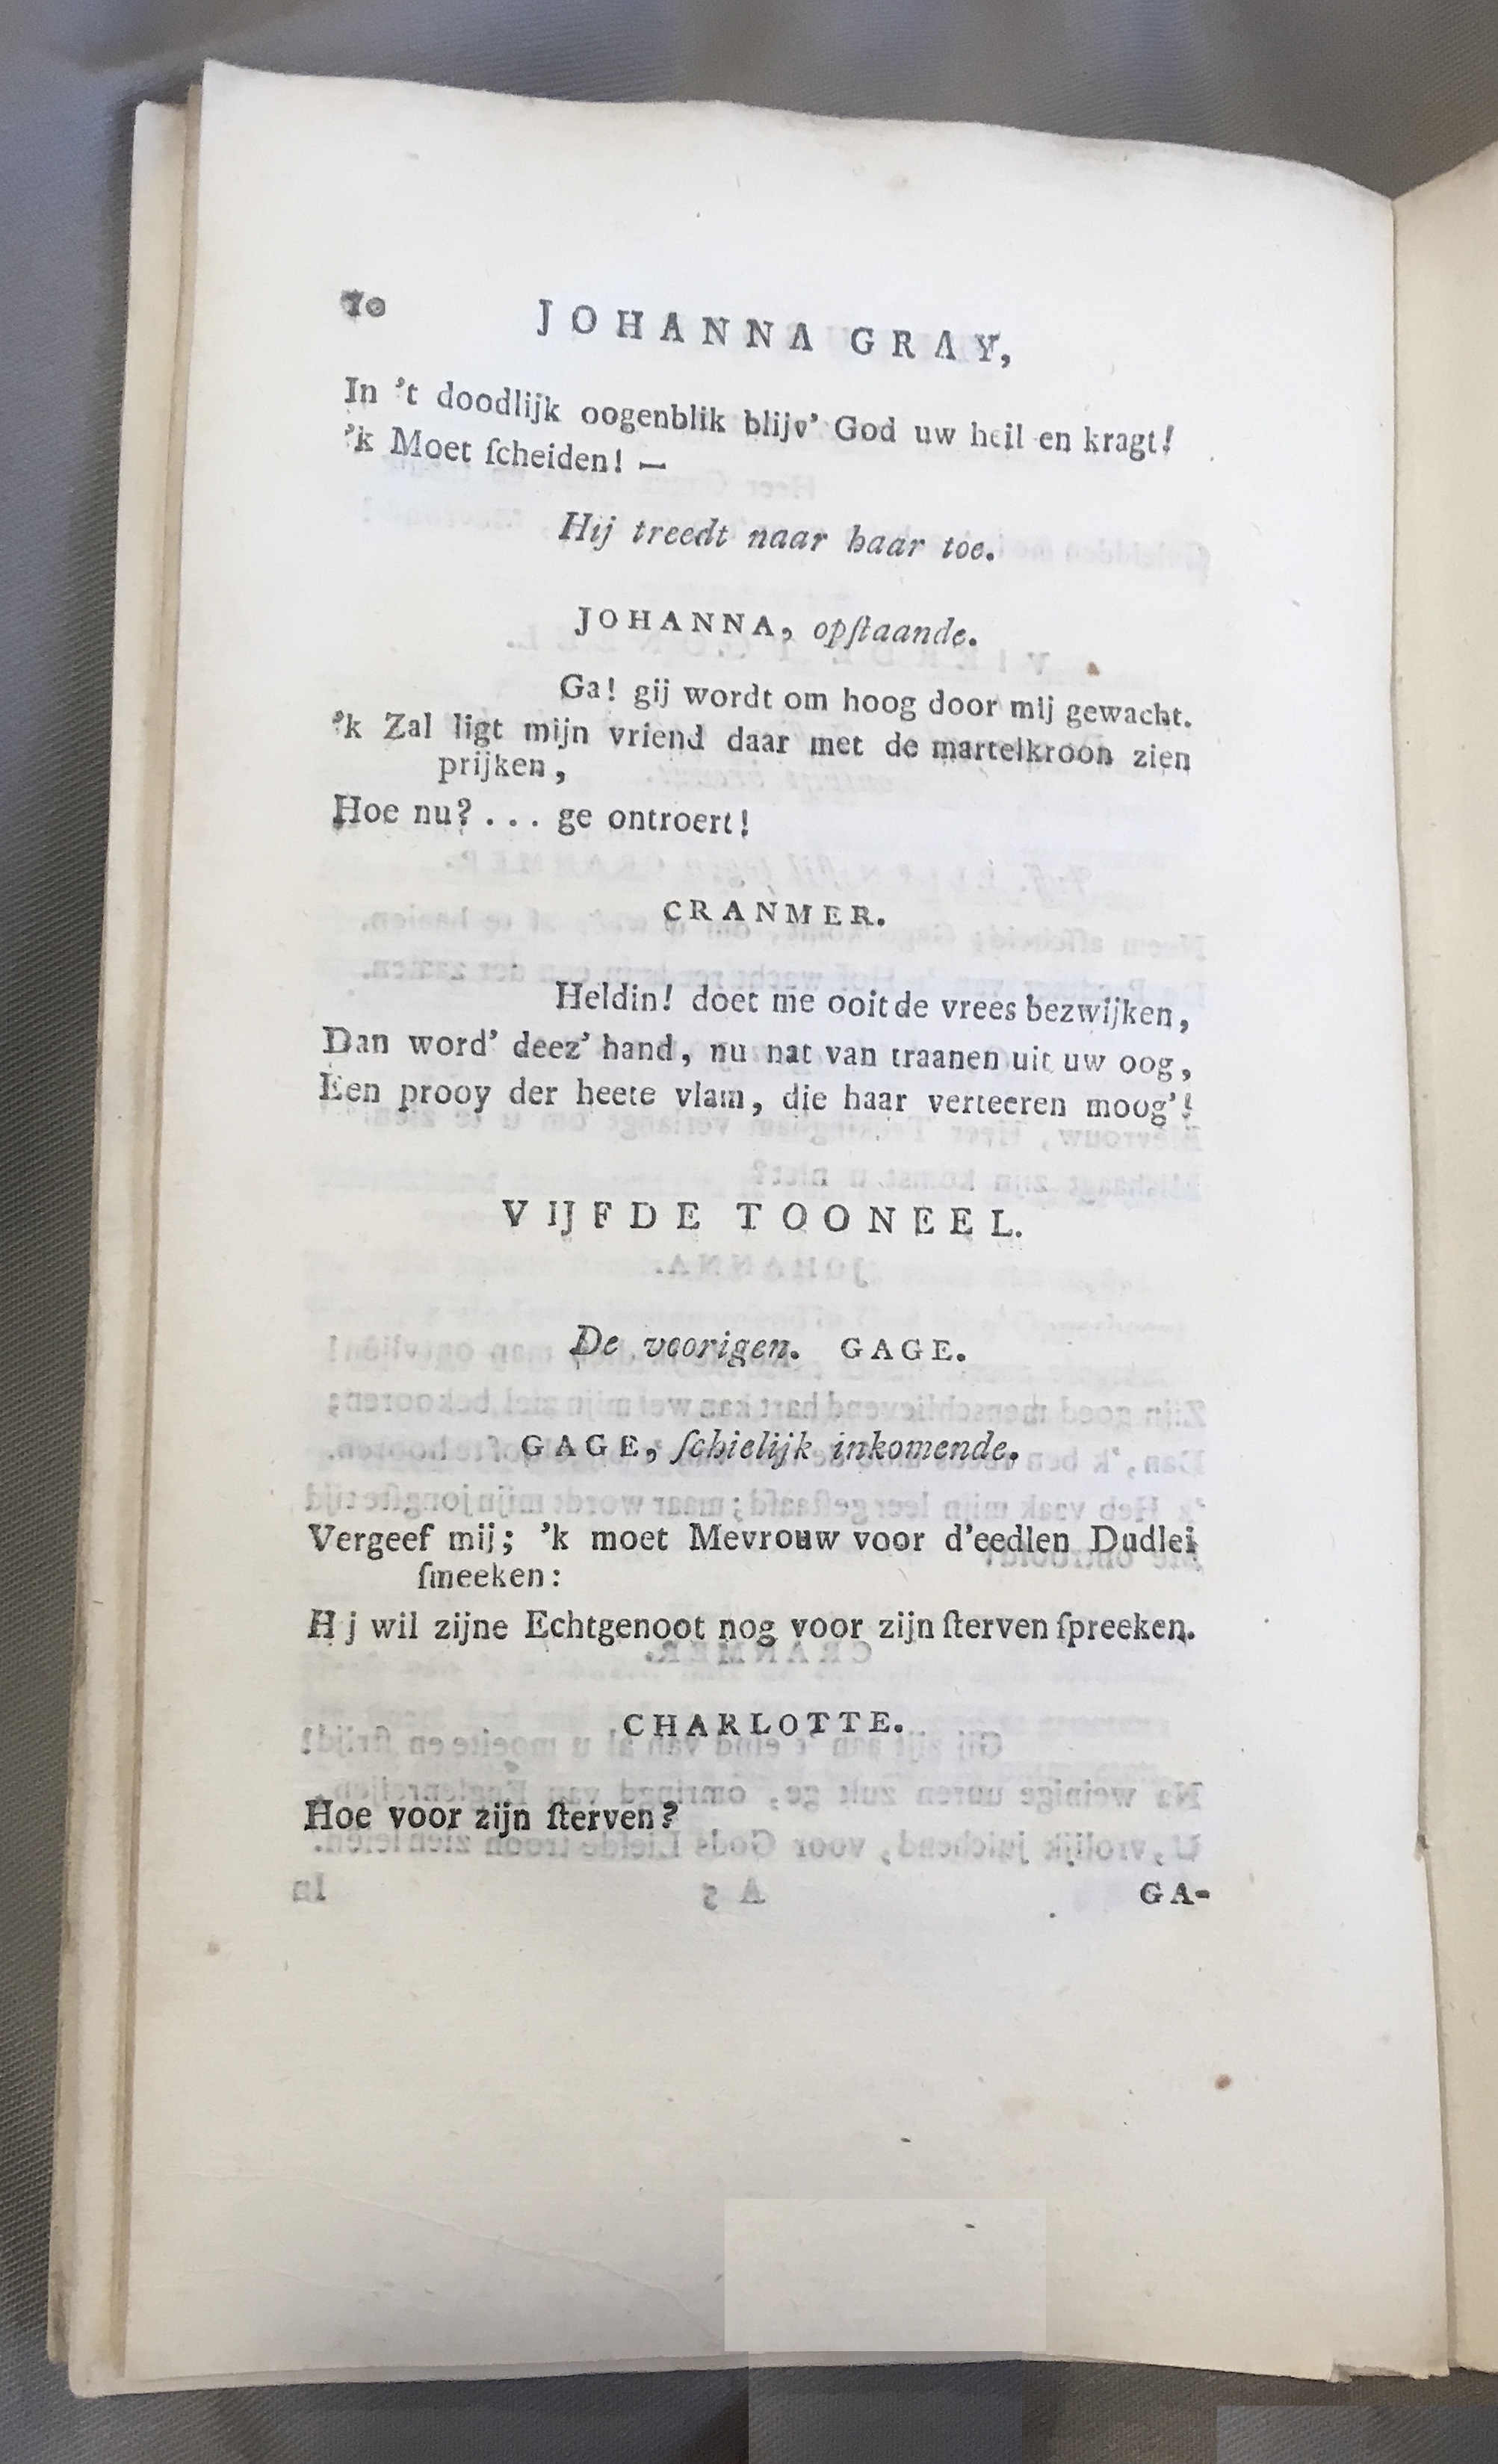 70 JOHANNA GRAY,
In 't doodlijk oogenblik blijv' God uw heil en kragt!
'k Moet ſcheiden! —
Hij treedt naar haar toe.
JOHANNA, opſtaande.
Ga! gij wordt om hoog door mij gewacht.
'k Zal ligt mijn vriend daar met de martelkroon zien
prijken,
Hoe nu? ... ge ontroert!
CRANMER.
Heldin! doet me ooit de vrees bezwijken,
Dan word' deez' hand, nu nat van traanen uit uw oog,
Een prooy der heete vlam, die haar verteeren moog'!
VIJFDE TOONEEL.
De voorigen. GAGE.
GAGE, ſchielijk inkomende.
Vergeef mij; 'k moet Mevrouw voor d'eedlen Dudlei
ſmeeken:
H j wil zijne Echtgenoot nog voor zijn ſterven ſpreeken.
CHARLOTTE.
Hoe voor zijn ſterven?
GA-